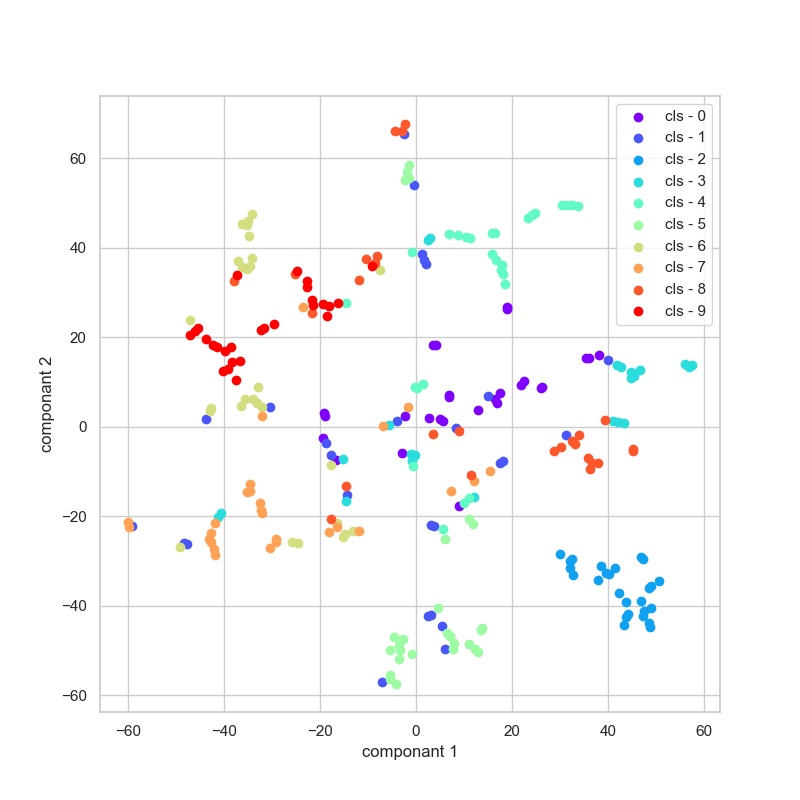 cls - 0
cls - 1
cls - 2
cls - 3
cls - 4
cls - 5
cls - 6
cls - 7
cls - 8
cls - 9
60
40
20
0
−20
−40
−60
componant 2
−60 −40 −20 0 20 40 60
componant 1